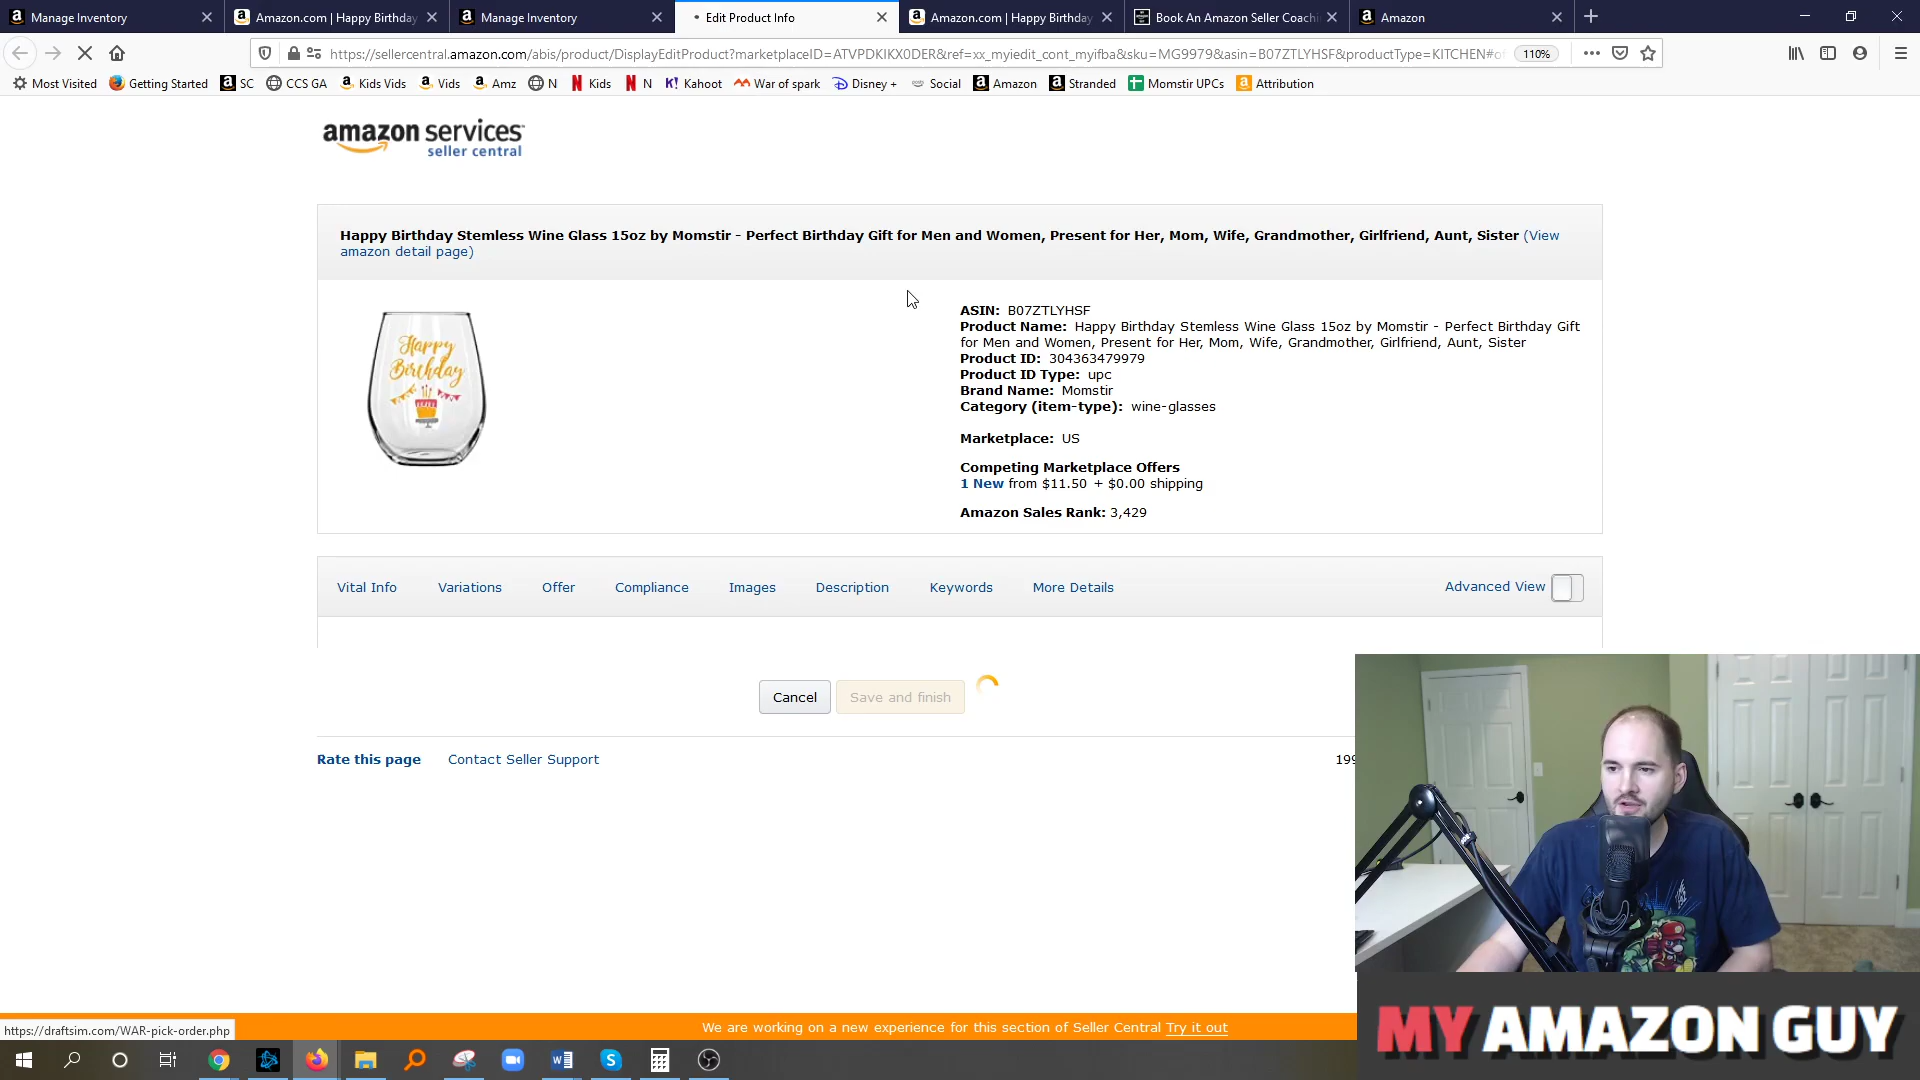 Manage Inventory
Amazon.com | Happy Birthday
Manage Inventory
Edit Product Info
Amazon.com | Happy Birthday
Book An Amazon Seller Coachi
Amazon
https://sellercentral.amazon.com/abis/product/DisplayEditProduct?marketplaceID=ATVPDKIKX0DER&ref=xx_myiedit_cont_myifba&sku=MG9979&asin=B07ZTLYHSF&productType=KITCHEN#of
110%
Most Visited
Getting Started
SC
CCS GA
Kids Vids
Vids
Amz
N
Kids
N
Kahoot
War of spark
Disney +
Social
Amazon
Stranded
Momstir UPCs
Attribution
amazon services
seller central
Happy Birthday Stemless Wine Glass 15oz by Momstir - Perfect Birthday Gift for Men and Women, Present for Her, Mom, Wife, Grandmother, Girlfriend, Aunt, Sister (View
amazon detail page)
Happy
Birthday
ASIN: B07ZTLYHSF
Product Name: Happy Birthday Stemless Wine Glass 15oz by Momstir - Perfect Birthday Gift
for Men and Women, Present for Her, Mom, Wife, Grandmother, Girlfriend, Aunt, Sister
Product ID: 304363479979
Product ID Type: upc
Brand Name: Momstir
Category (item-type): wine-glasses
Marketplace: US
Competing Marketplace Offers
1 New from $11.50 + $0.00 shipping
Amazon Sales Rank: 3,429
Vital Info
Variations
Offer
Compliance
Images
Description
Keywords
More Details
Advanced View
Cancel
Save and finish
Rate this page
Contact Seller Support
199
https://draftsim.com/WAR-pick-order.php
We are working on a new experience for this section of Seller Central Try it out
MY AMAZON GUY